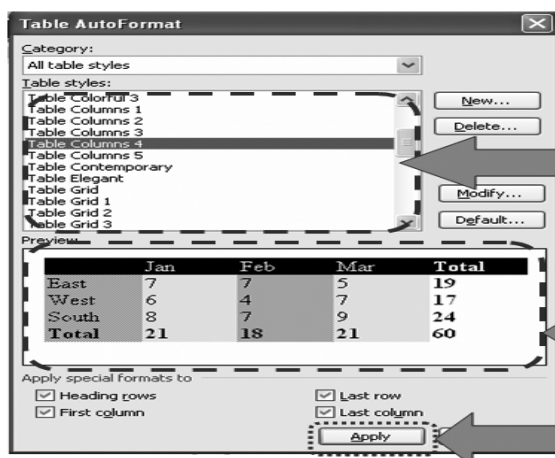 Table AutoFormat
Category:
All table styles
Table styles:
Table Colorful 3
Table Columns 1
Table Columns 2
Table Columns 3
Table Columns 4
Table Columns 5
Table Contemporary
Table Elegant
Table Grid
Table Grid 1
Table Grid 2
Table Grid 3
New...
Delete...
Modify...
Default...
Preview
Jan Feb Mar Total
East 7 7 5 19
West 6 4 7 17
South 8 7 9 24
Total 21 18 21 60
Apply special formats to
Heading rows Last row
First column Last column
Apply